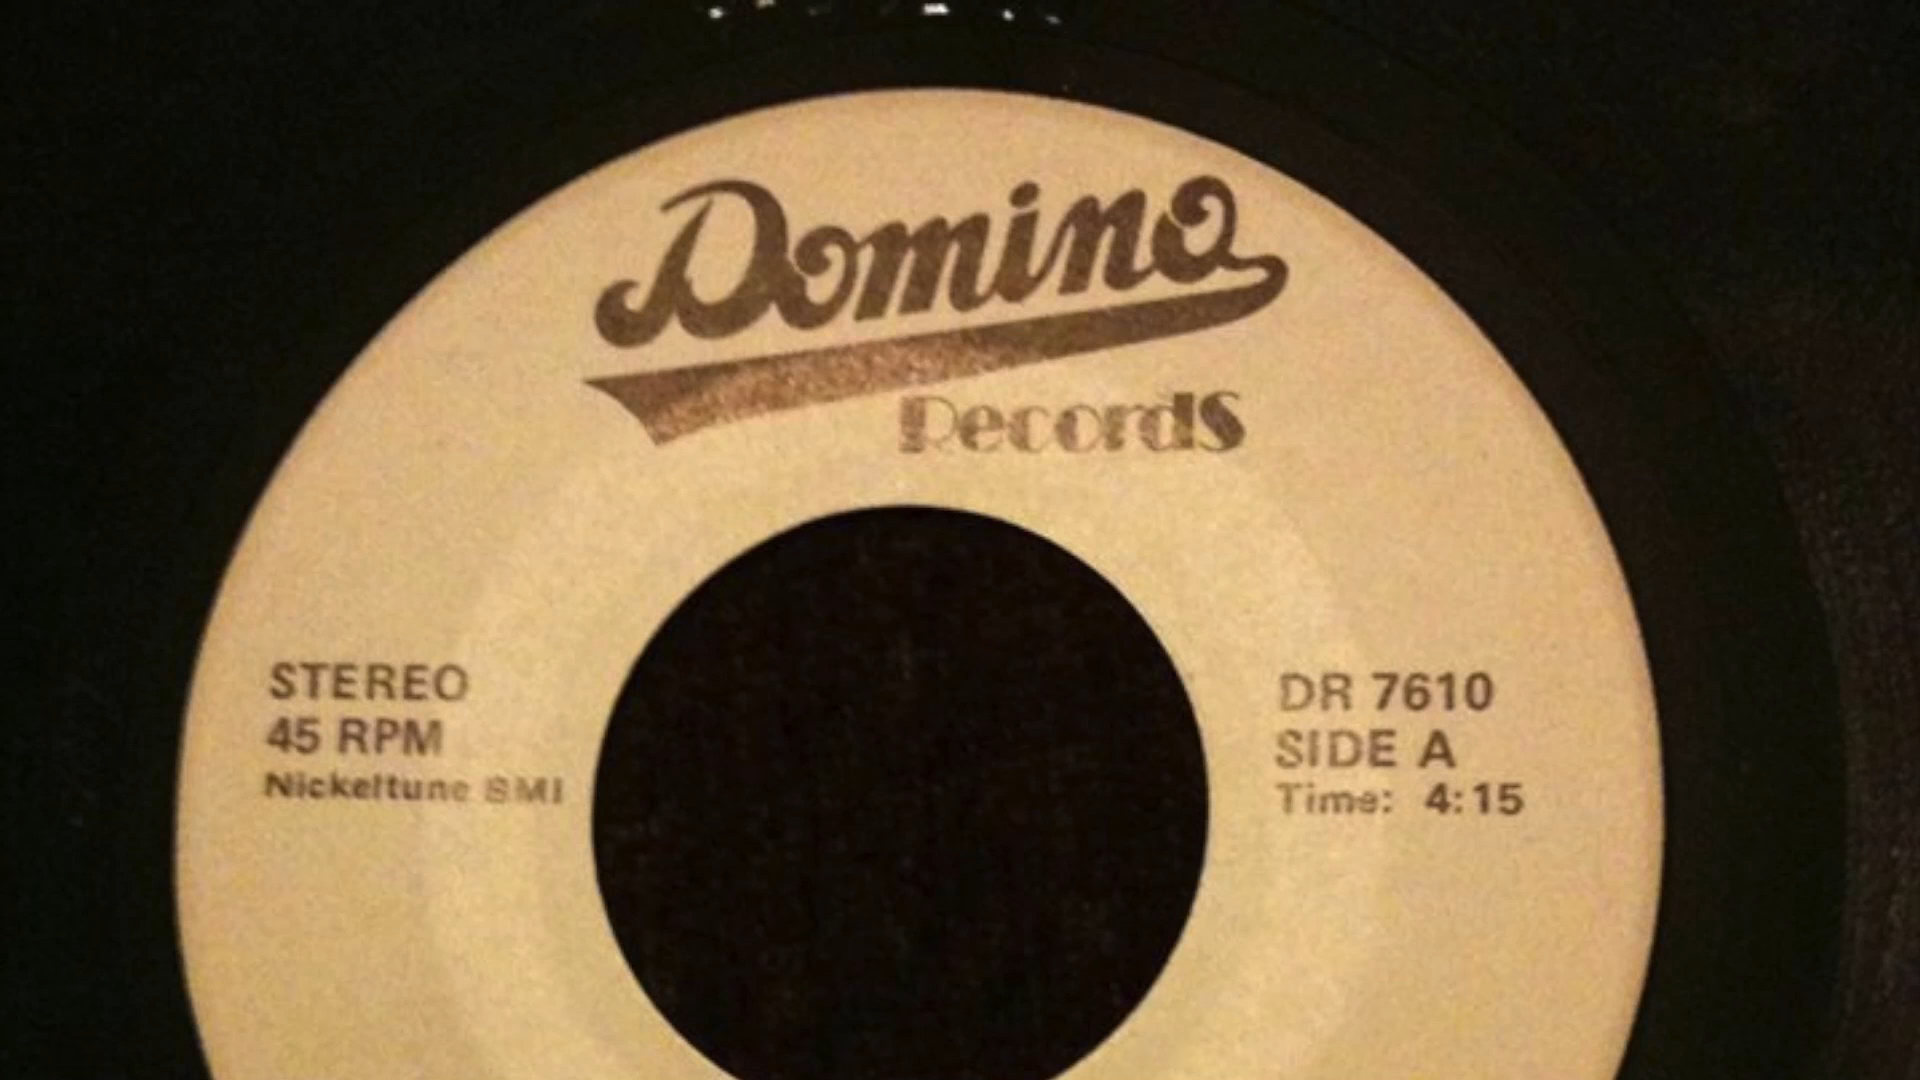 Domino
Records
STEREO
45 RPM
Nickeltune BMI
DR 7610
SIDE A
Time: 4:15